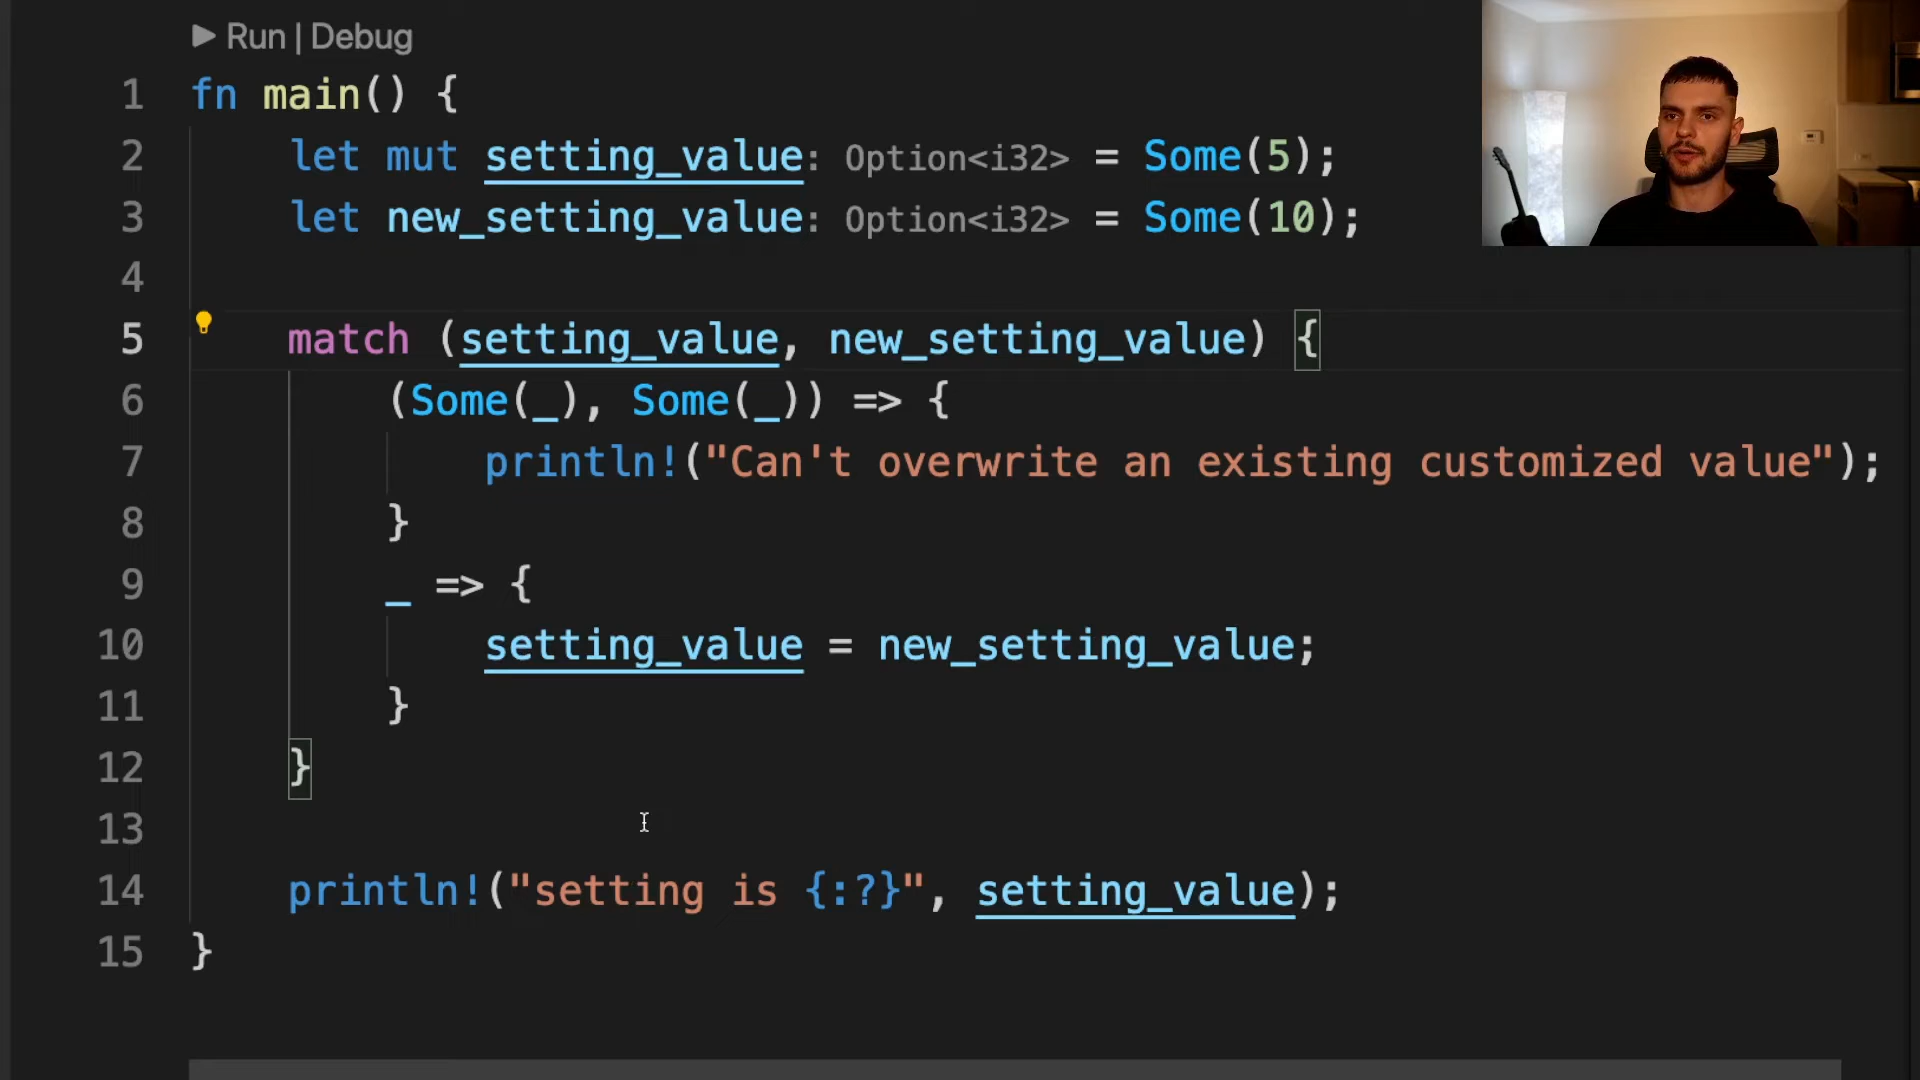 ▶ Run | Debug
1 fn main() {
2 let mut setting_value: Option<i32> = Some(5);
3 let new_setting_value: Option<i32> = Some(10);
4
5 match (setting_value, new_setting_value) {
6 (Some(_), Some(_)) => {
7 println!("Can't overwrite an existing customized value");
8 }
9 _ => {
10 setting_value = new_setting_value;
11 }
12 }
13
14 println!("setting is {:?}", setting_value);
15 }